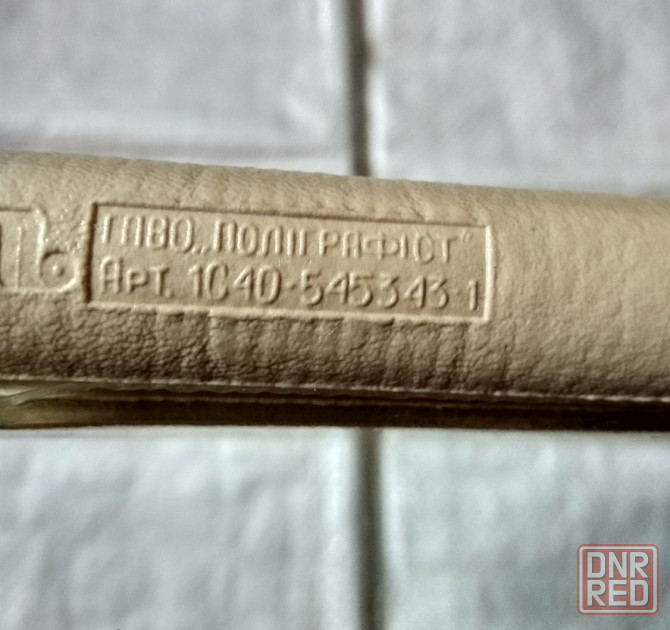 ГПВО „ПОЛІГРАФІСТ"
Арт. 1С40-545343-1
DNR
RED